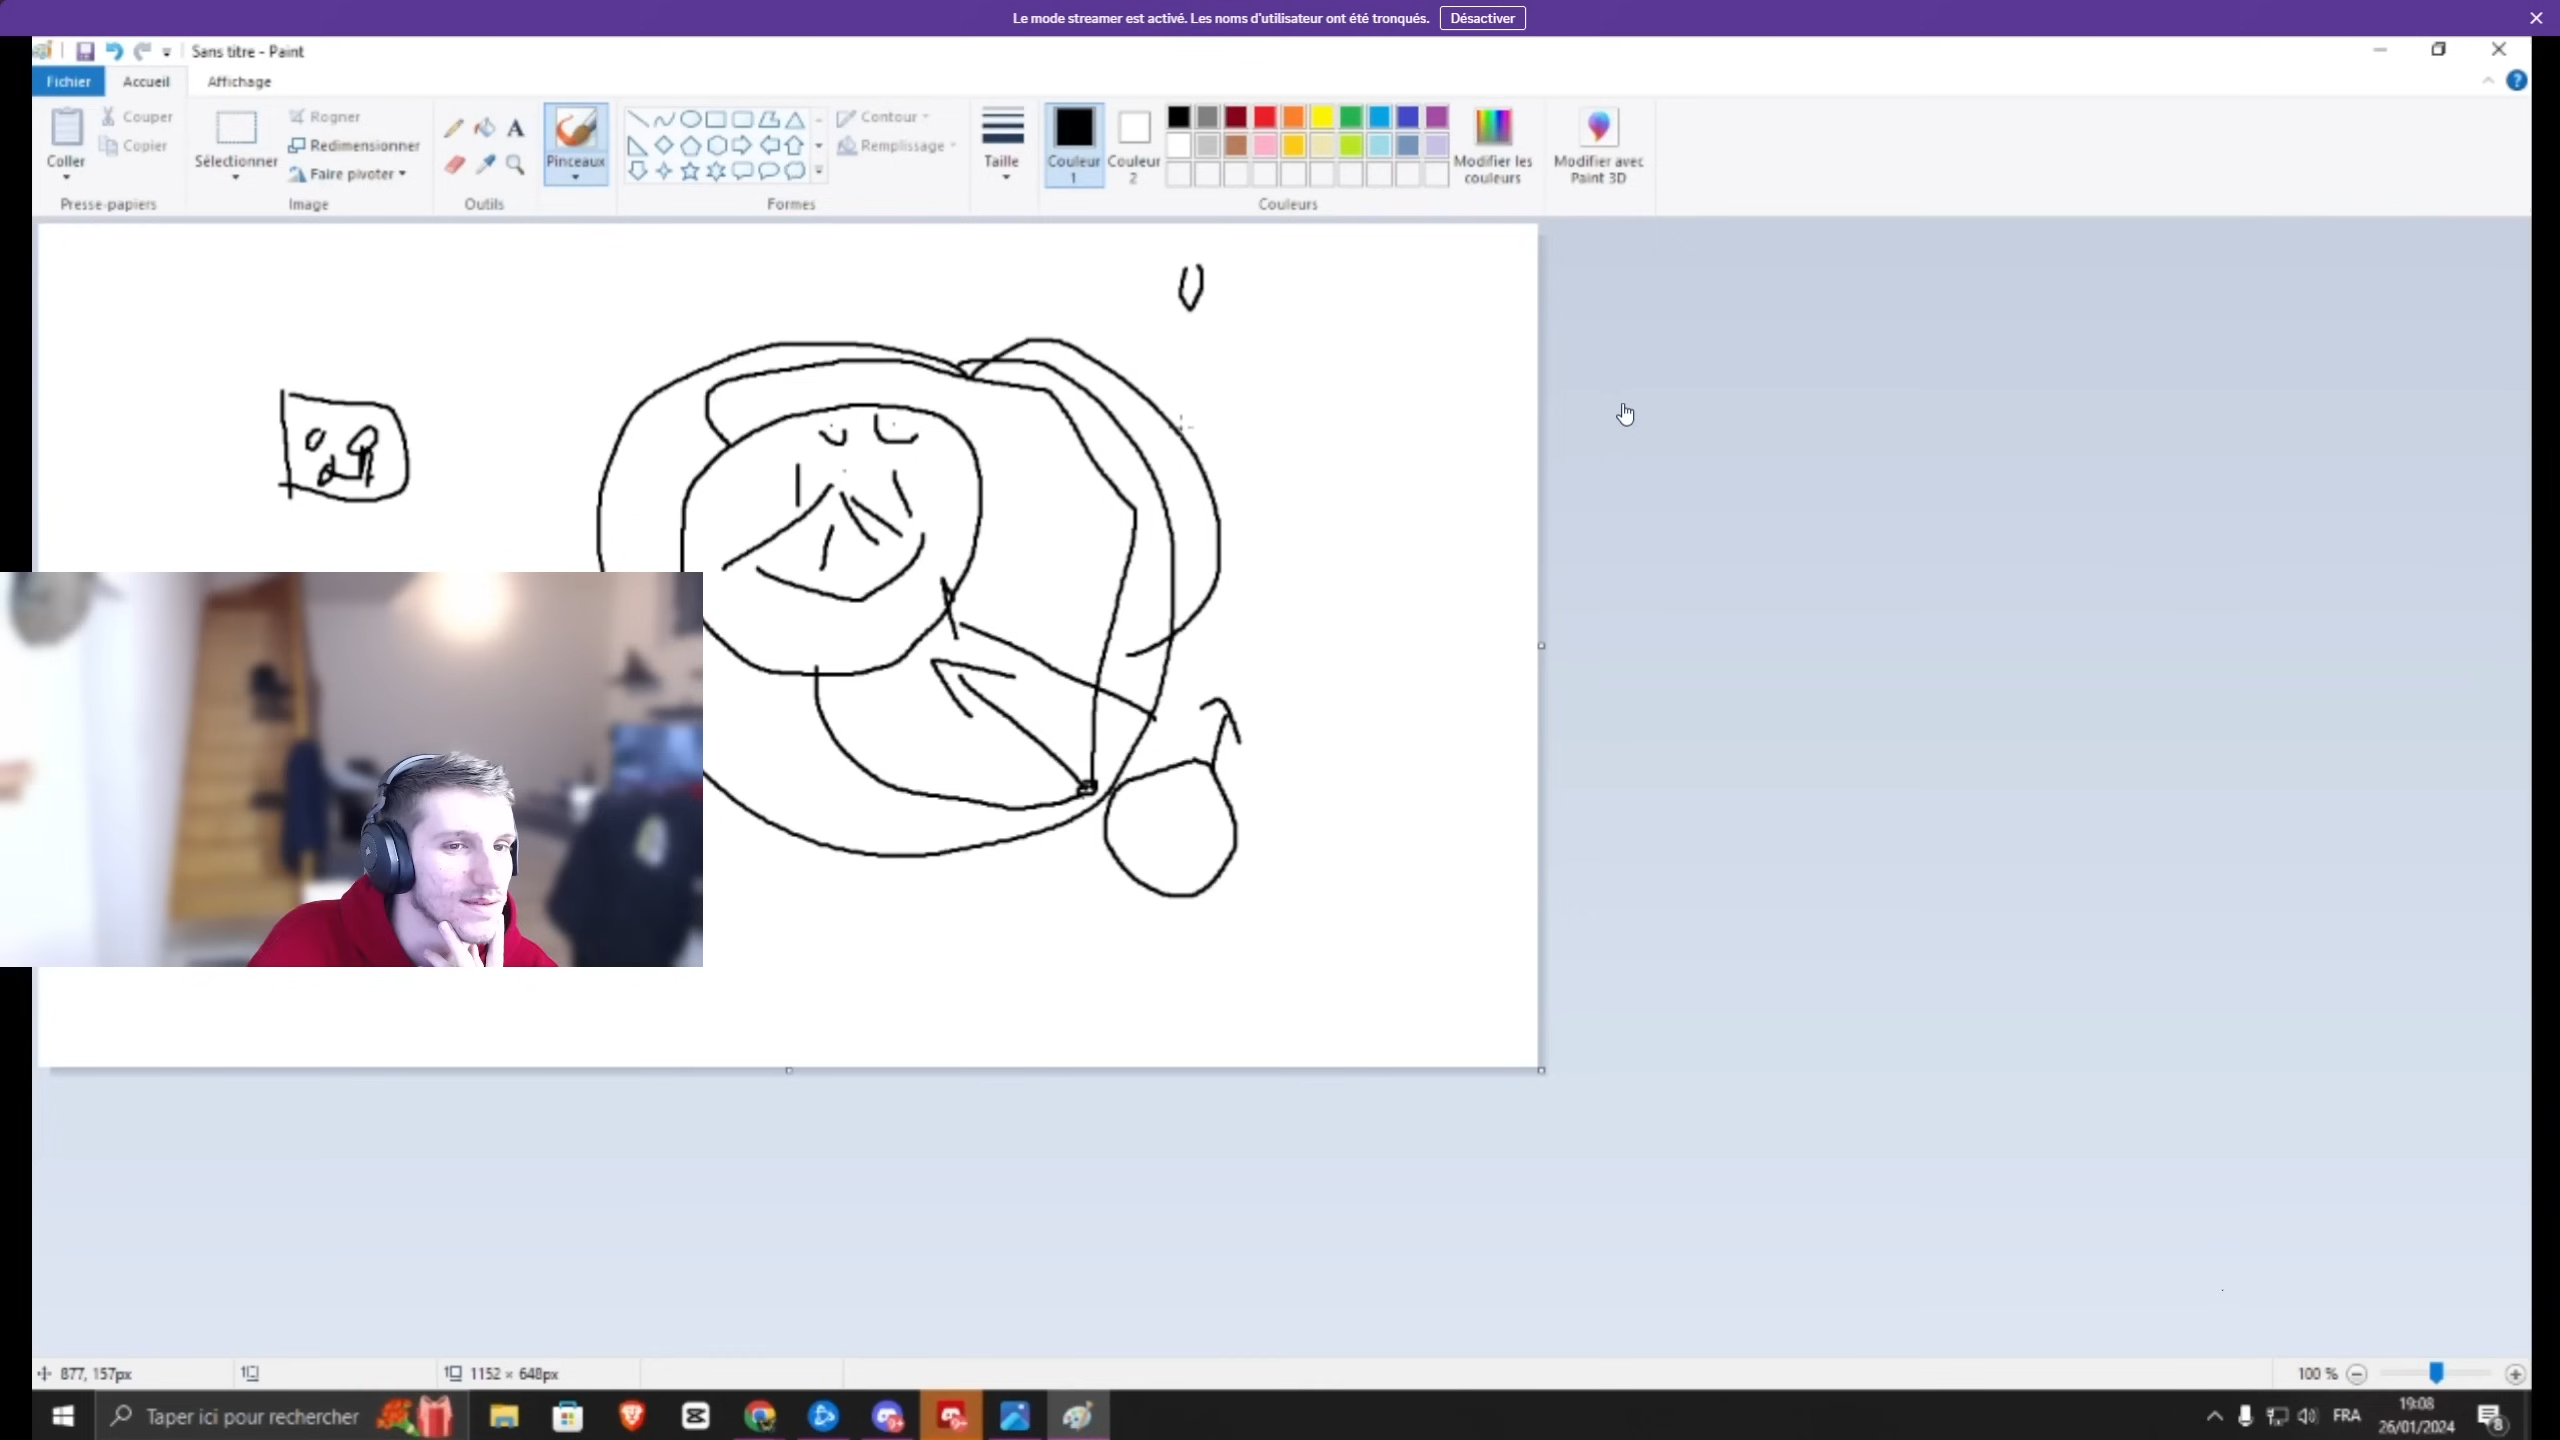 Le mode streamer est activé. Les noms d'utilisateur ont été tronqués. Désactiver
Sans titre - Paint
Fichier Accueil Affichage
Coller
Couper
Copier
Presse-papiers
Sélectionner
Rogner
Redimensionner
Faire pivoter
Image
A
Outils
Pinceaux
Contour
Remplissage
Formes
Taille
Couleur 1
Couleur 2
Modifier les couleurs
Couleurs
Modifier avec Paint 3D
877, 157px
1152 × 648px
100 %
Taper ici pour rechercher
FRA
19:08
26/01/2024
8